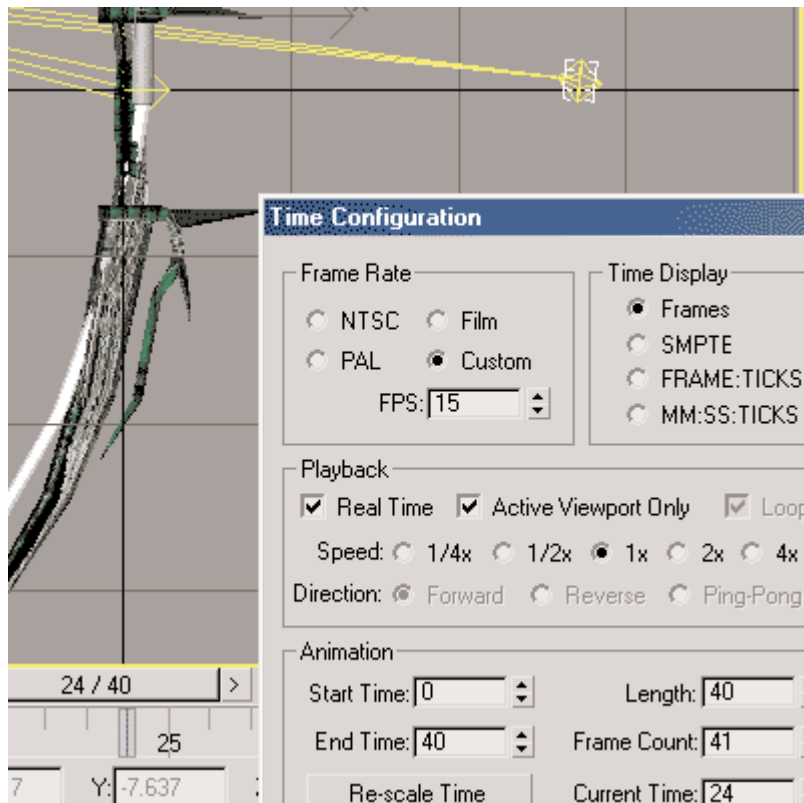 Time Configuration
Frame Rate
NTSC Film
PAL Custom
FPS: 15
Time Display
Frames
SMPTE
FRAME:TICKS
MM:SS:TICKS
Playback
Real Time Active Viewport Only Loop
Speed: 1/4x 1/2x 1x 2x 4x
Direction: Forward Reverse Ping-Pong
Animation
Start Time: 0 Length: 40
End Time: 40 Frame Count: 41
Re-scale Time Current Time: 24
24 / 40 >
25
7 Y: -7.637